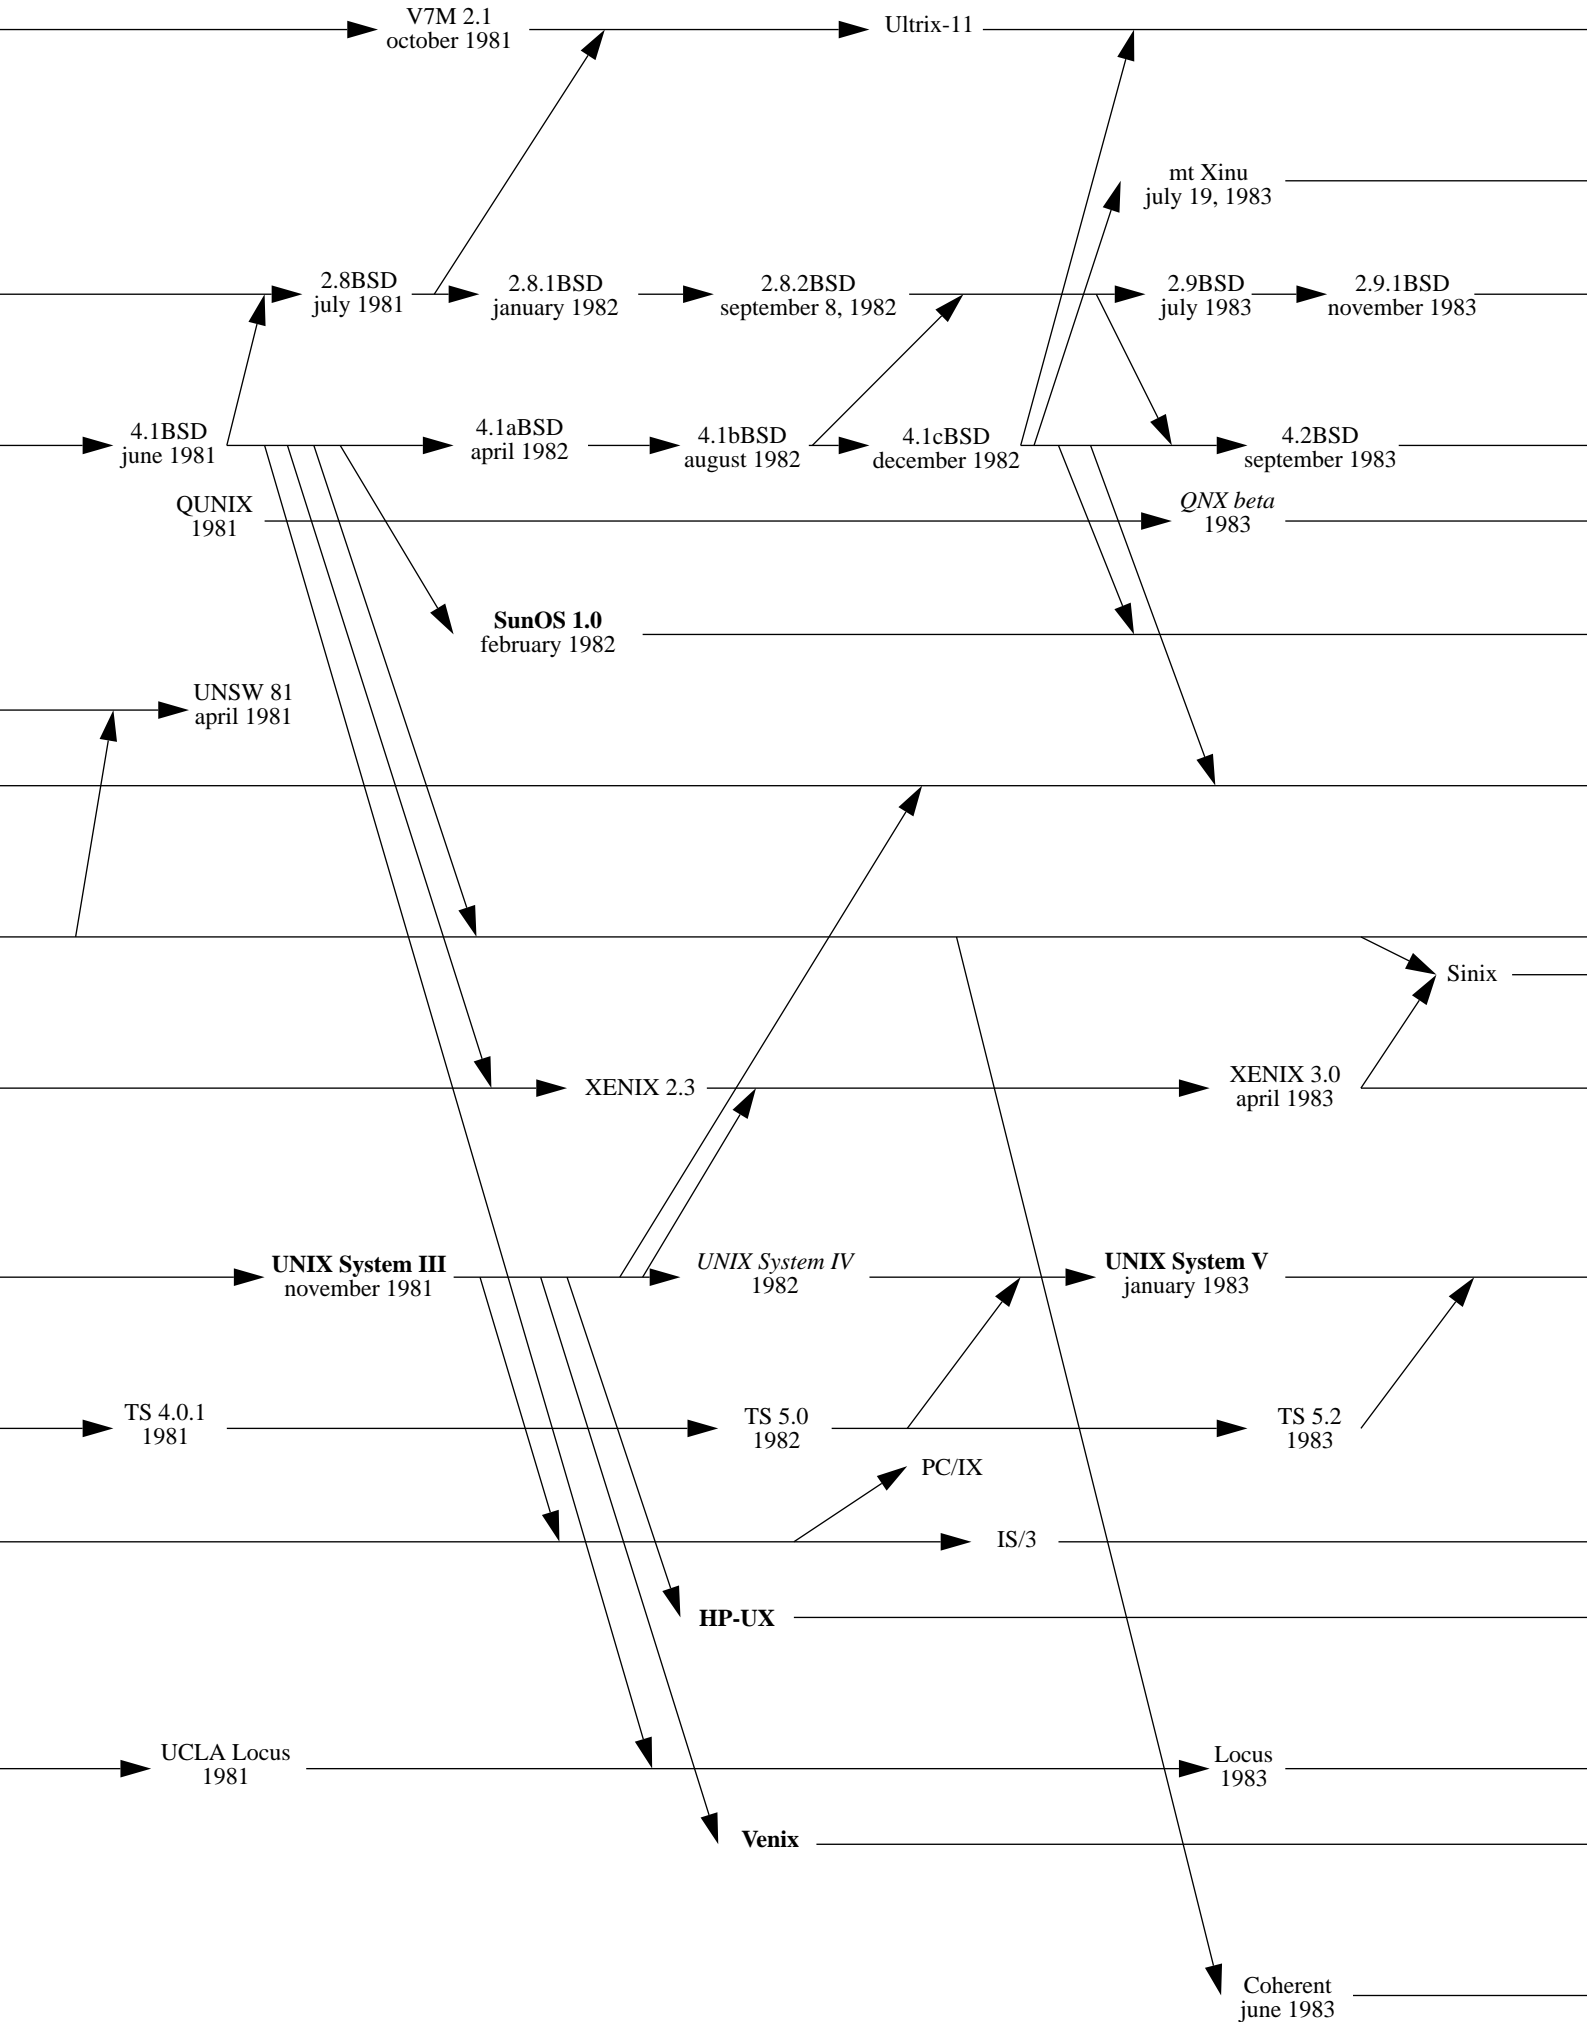 V7M 2.1
october 1981
Ultrix-11
mt Xinu
july 19, 1983
2.8BSD
july 1981
2.8.1BSD
january 1982
2.8.2BSD
september 8, 1982
2.9BSD
july 1983
2.9.1BSD
november 1983
4.1BSD
june 1981
4.1aBSD
april 1982
4.1bBSD
august 1982
4.1cBSD
december 1982
4.2BSD
september 1983
QUNIX
1981
QNX beta
1983
SunOS 1.0
february 1982
UNSW 81
april 1981
Sinix
XENIX 2.3
XENIX 3.0
april 1983
UNIX System III
november 1981
UNIX System IV
1982
UNIX System V
january 1983
TS 4.0.1
1981
TS 5.0
1982
TS 5.2
1983
PC/IX
IS/3
HP-UX
UCLA Locus
1981
Locus
1983
Venix
Coherent
june 1983